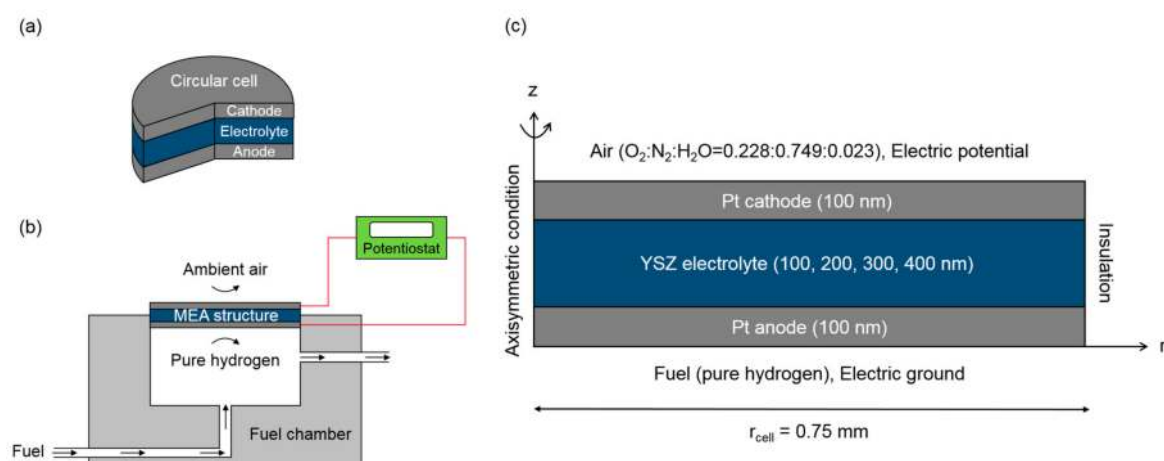 (a)
Circular cell
Cathode
Electrolyte
Anode
(b)
Potentiostat
Ambient air
MEA structure
Pure hydrogen
Fuel chamber
Fuel
(c)
z
Air (O₂:N₂:H₂O=0.228:0.749:0.023), Electric potential
Axisymmetric condition
Pt cathode (100 nm)
YSZ electrolyte (100, 200, 300, 400 nm)
Pt anode (100 nm)
Insulation
r
Fuel (pure hydrogen), Electric ground
r_cell = 0.75 mm